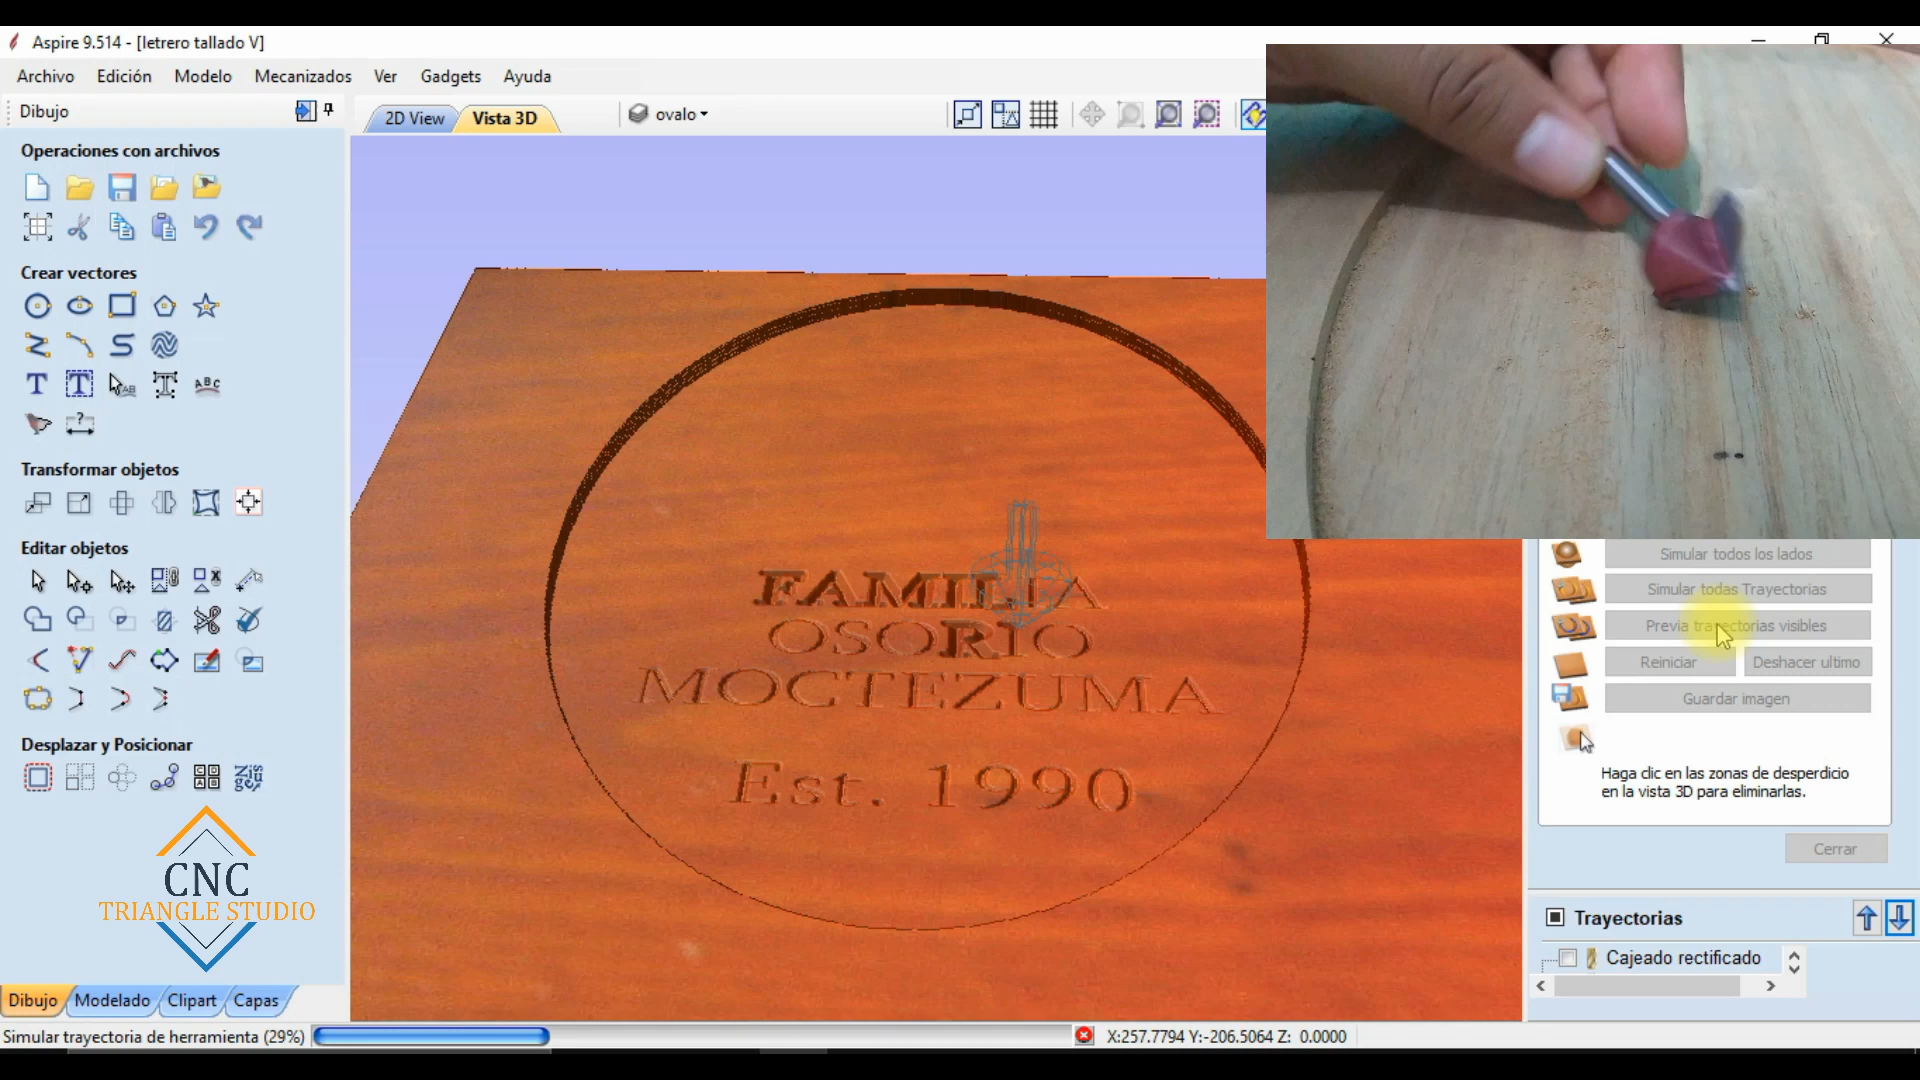 Aspire 9.514 - [letrero tallado V]
Archivo Edición Modelo Mecanizados Ver Gadgets Ayuda
Dibujo
2D View Vista 3D ovalo
Operaciones con archivos
Crear vectores
Transformar objetos
Editar objetos
Desplazar y Posicionar
CNC
TRIANGLE STUDIO
Dibujo Modelado Clipart Capas
FAMILIA
OSORIO
MOCTEZUMA
Est. 1990
Simular todos los lados
Simular todas Trayectorias
Previa trayectorias visibles
Reiniciar Deshacer ultimo
Guardar imagen
Haga clic en las zonas de desperdicio
en la vista 3D para eliminarlas.
Cerrar
Trayectorias
Cajeado rectificado
Simular trayectoria de herramienta (29%) X:257.7794 Y:-206.5064 Z: 0.0000